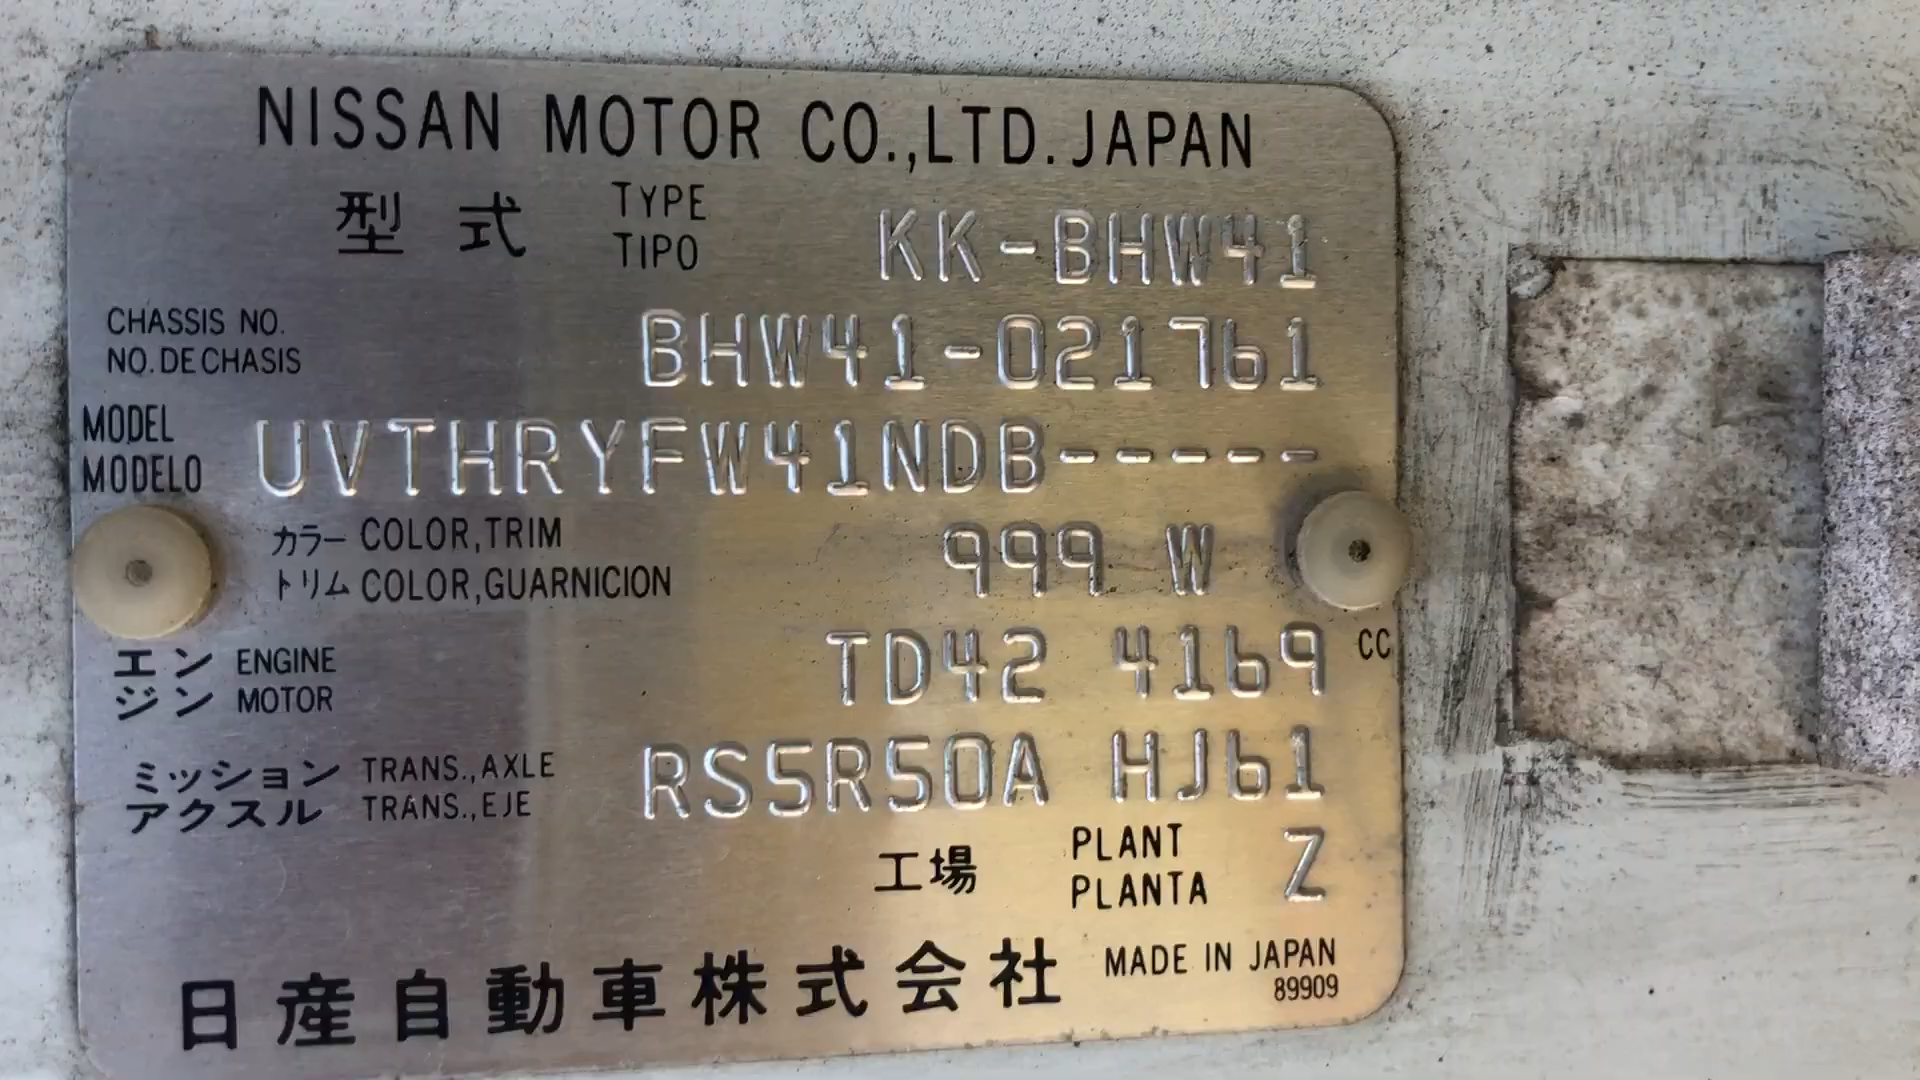 NISSAN MOTOR CO.,LTD. JAPAN
型式 TYPE KK-BHW41
TIPO
CHASSIS NO. BHW41-021761
NO. DE CHASIS
MODEL UVTHRYFW41NDB-----
MODELO
カラー COLOR,TRIM 999 W
トリム COLOR,GUARNICION
エン ENGINE TD42 4169 CC
ジン MOTOR
ミッション TRANS.,AXLE RS5R50A HJ61
アクスル TRANS.,EJE
工場 PLANT Z
PLANTA
日産自動車株式会社 MADE IN JAPAN
89909